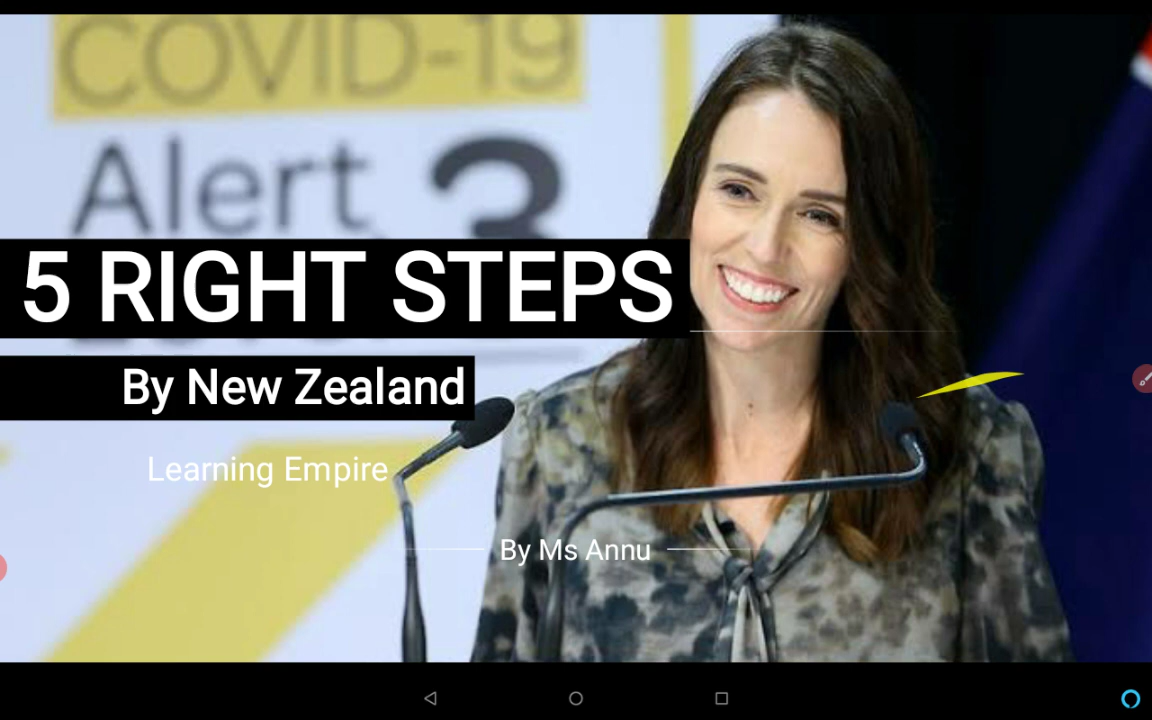 COVID-19
Alert 3
5 RIGHT STEPS
By New Zealand
Learning Empire
By Ms Annu